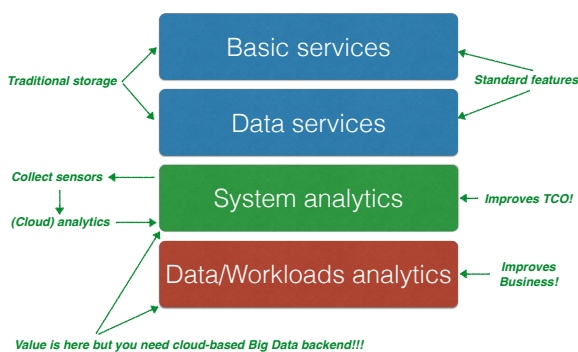 Basic services
Traditional storage
Standard features
Data services
Collect sensors
System analytics
Improves TCO!
(Cloud) analytics
Data/Workloads analytics
Improves
Business!
Value is here but you need cloud-based Big Data backend!!!